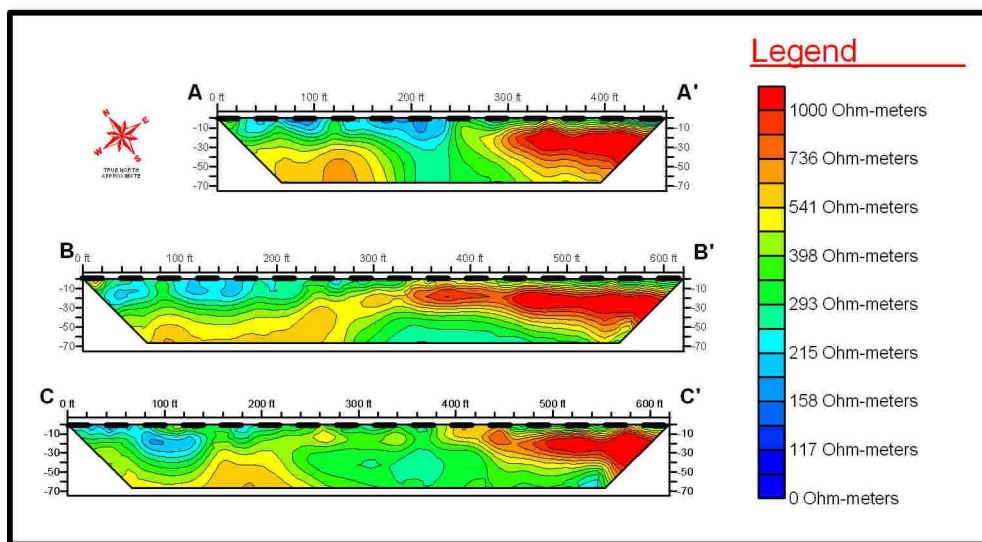 Legend
1000 Ohm-meters
736 Ohm-meters
541 Ohm-meters
398 Ohm-meters
293 Ohm-meters
215 Ohm-meters
158 Ohm-meters
117 Ohm-meters
0 Ohm-meters
N
E
W
S
TRUE NORTH
APPROXIMATE
A A'
0 ft 100 ft 200 ft 300 ft 400 ft
-10 -10
-30 -30
-50 -50
-70 -70
B B'
0 ft 100 ft 200 ft 300 ft 400 ft 500 ft 600 ft
-10 -10
-30 -30
-50 -50
-70 -70
C C'
0 ft 100 ft 200 ft 300 ft 400 ft 500 ft 600 ft
-10 -10
-30 -30
-50 -50
-70 -70